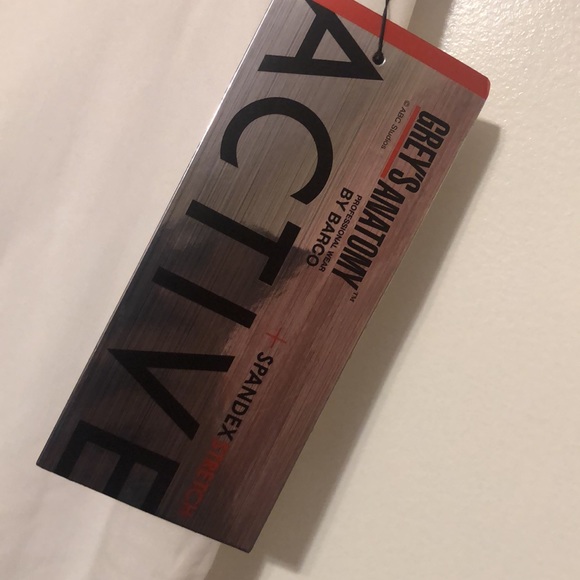 © ABC Studios
GREY'S ANATOMY™
PROFESSIONAL WEAR
BY BARCO
ACTIVE
+ SPANDEX STRETCH